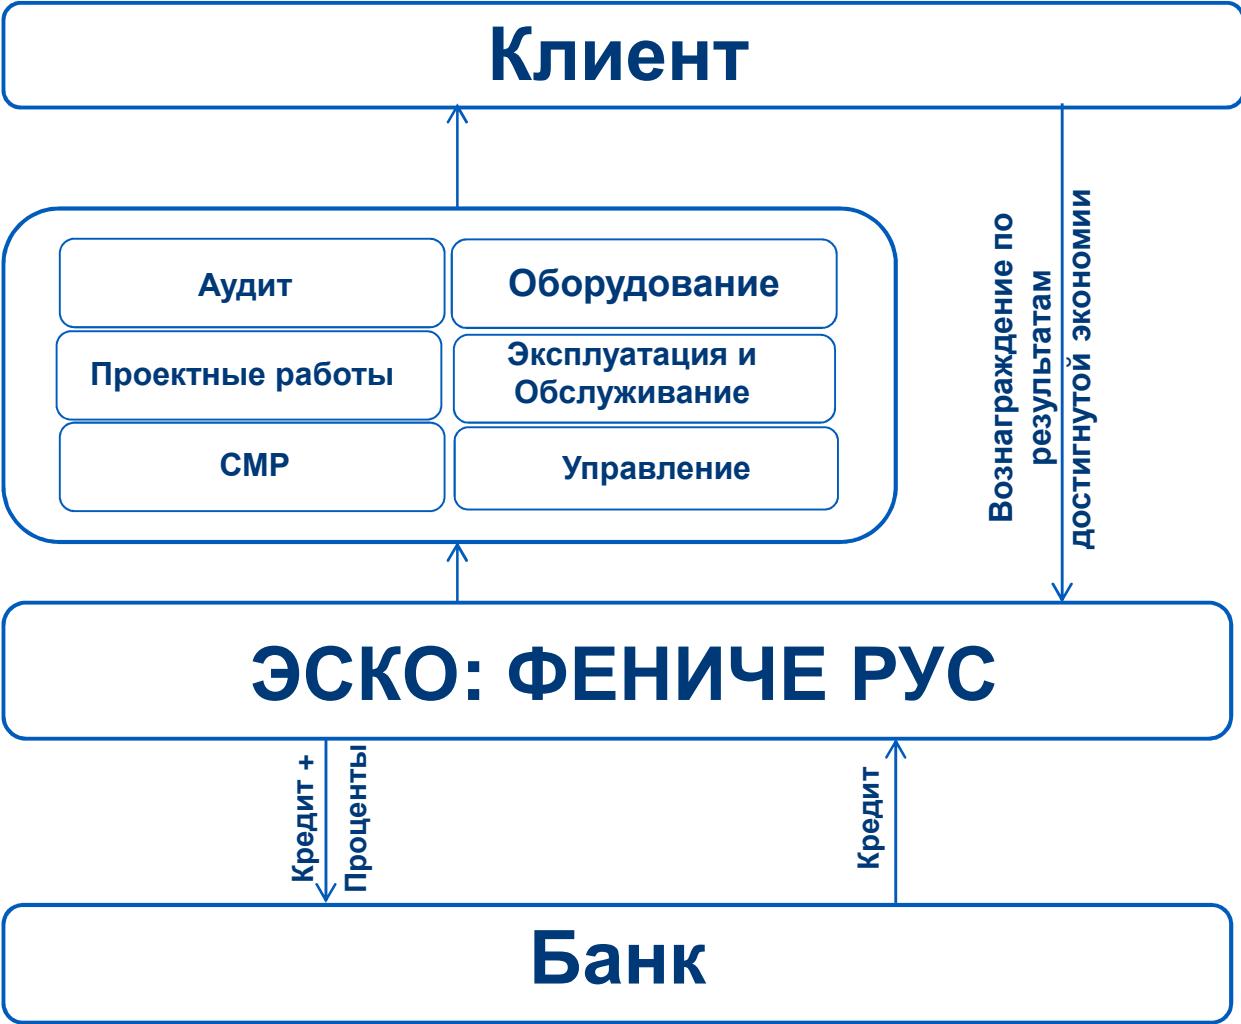 Клиент
Аудит
Оборудование
Проектные работы
Эксплуатация и
Обслуживание
СМР
Управление
Вознаграждение по
результатам
достигнутой экономии
ЭСКО: ФЕНИЧЕ РУС
Кредит +
Проценты
Кредит
Банк